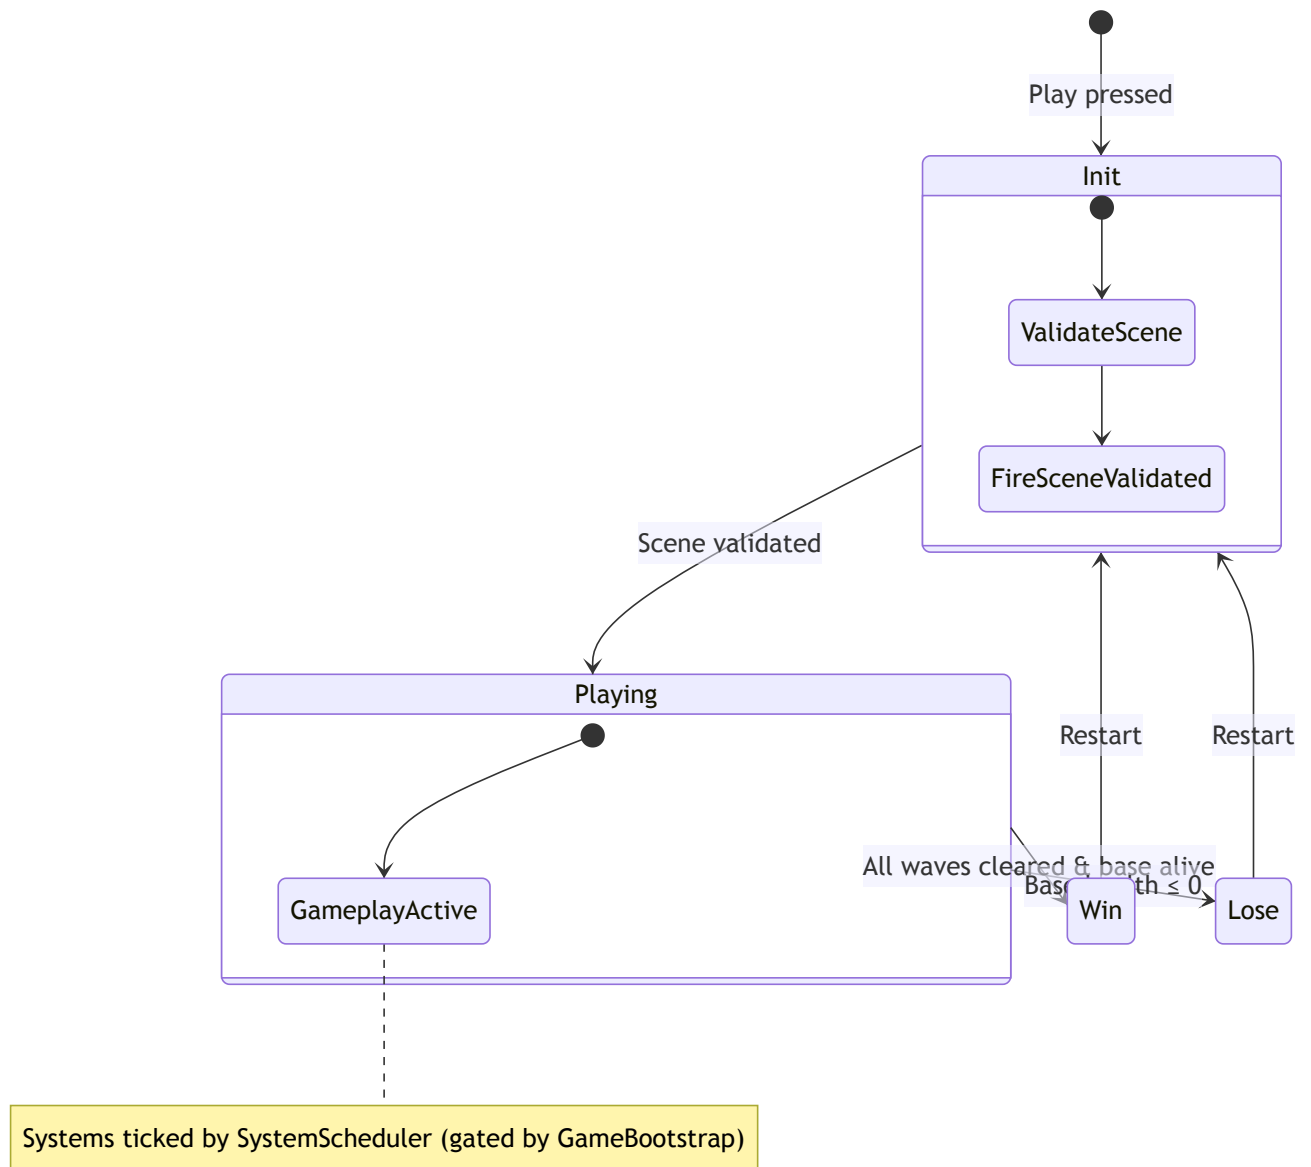 Play pressed
Init
ValidateScene
FireSceneValidated
Scene validated
Playing
Restart
Restart
All waves cleared & base alive
≤ 0
GameplayActive
Win
Lose
Systems ticked by SystemScheduler (gated by GameBootstrap)